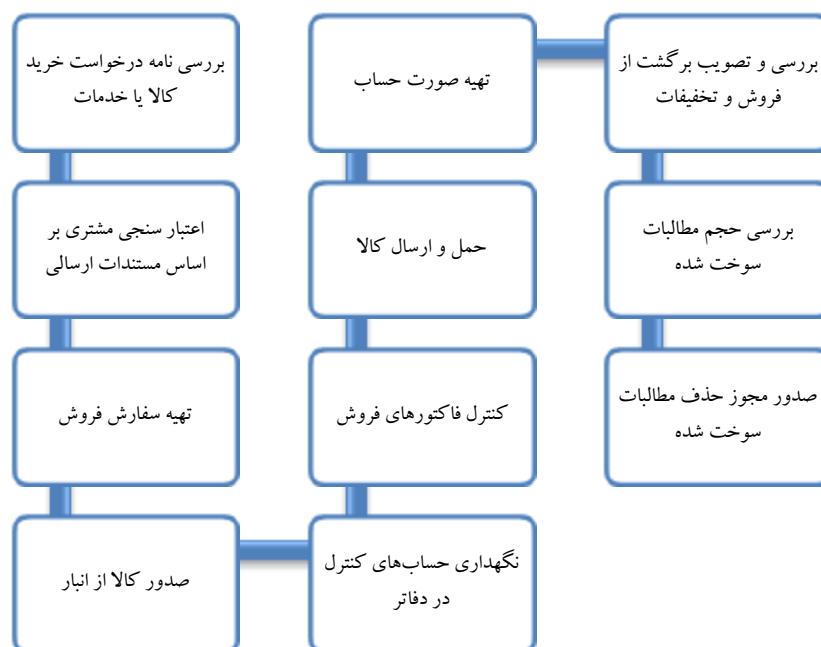 بررسی نامه درخواست خرید
کالا یا خدمات
اعتبار سنجی مشتری بر
اساس مستندات ارسالی
تهیه سفارش فروش
صدور کالا از انبار
نگهداری حساب‌های کنترل
در دفاتر
کنترل فاکتورهای فروش
حمل و ارسال کالا
تهیه صورت حساب
بررسی و تصویب برگشت از
فروش و تخفیفات
بررسی حجم مطالبات
سوخت شده
صدور مجوز حذف مطالبات
سوخت شده